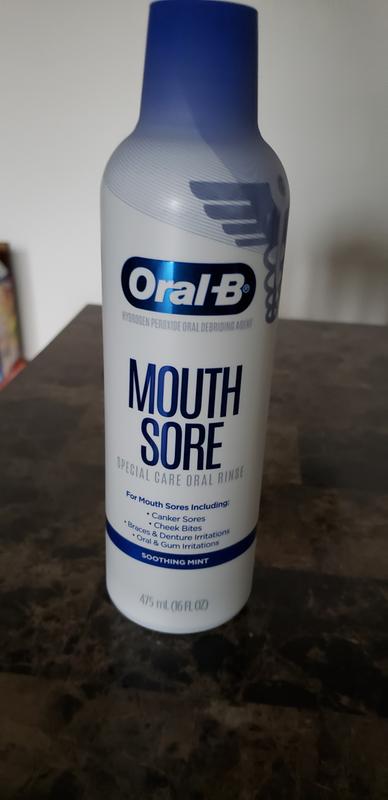 Oral-B®
HYDROGEN PEROXIDE ORAL DEBRIDING AGENT
MOUTH
SORE
SPECIAL CARE ORAL RINSE
For Mouth Sores Including:
• Canker Sores
• Cheek Bites
• Braces & Denture Irritations
• Oral & Gum Irritations
SOOTHING MINT
475 mL (16 FL OZ)